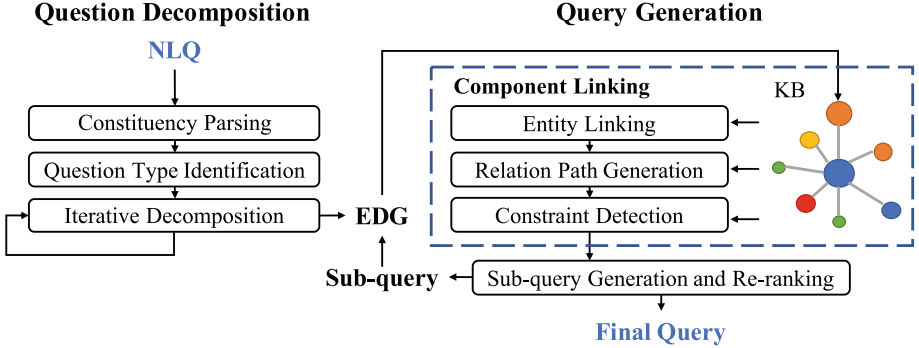 Question Decomposition
NLQ
Constituency Parsing
Question Type Identification
Iterative Decomposition
EDG
Sub-query
Query Generation
Component Linking
KB
Entity Linking
Relation Path Generation
Constraint Detection
Sub-query Generation and Re-ranking
Final Query